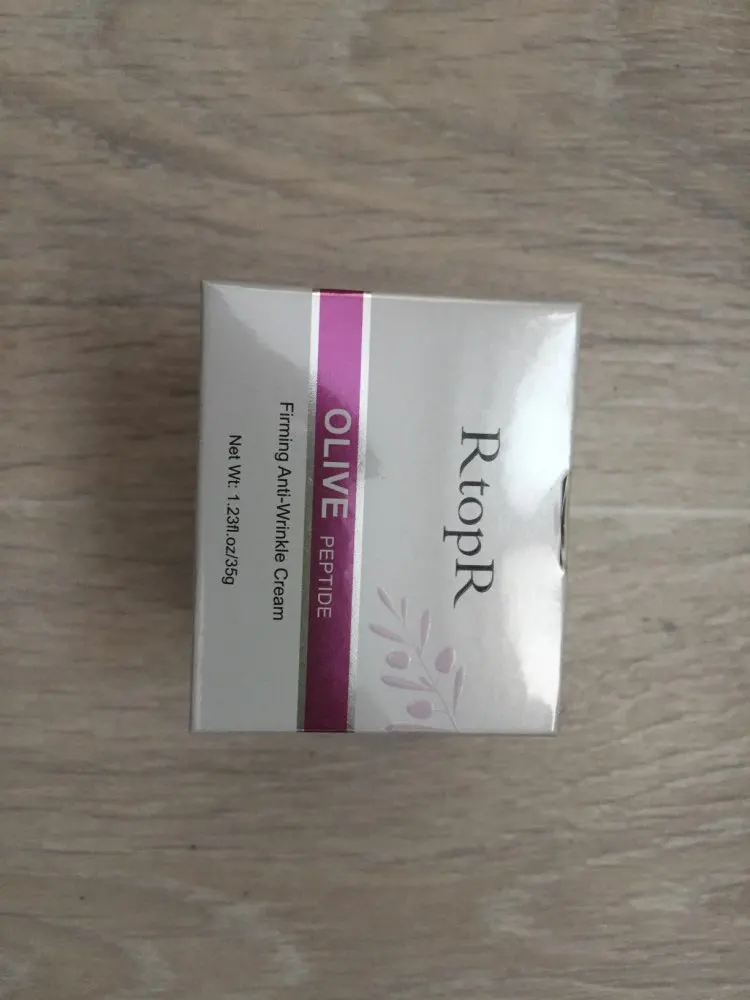 RtopR
OLIVE PEPTIDE
Firming Anti-Wrinkle Cream
Net Wt: 1.23fl.oz/35g